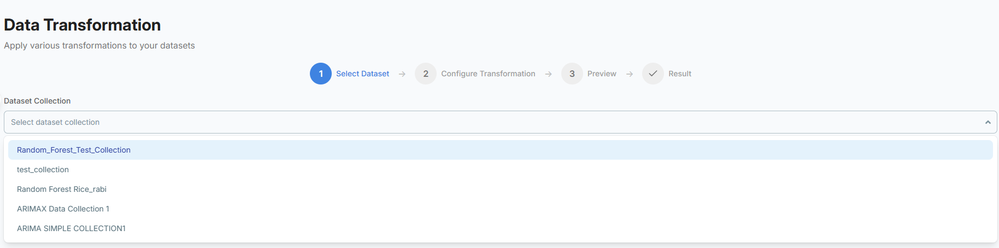 Data Transformation
Apply various transformations to your datasets
1 Select Dataset → 2 Configure Transformation → 3 Preview → ✓ Result
Dataset Collection
Select dataset collection
Random_Forest_Test_Collection
test_collection
Random Forest Rice_rabi
ARIMAX Data Collection 1
ARIMA SIMPLE COLLECTION1